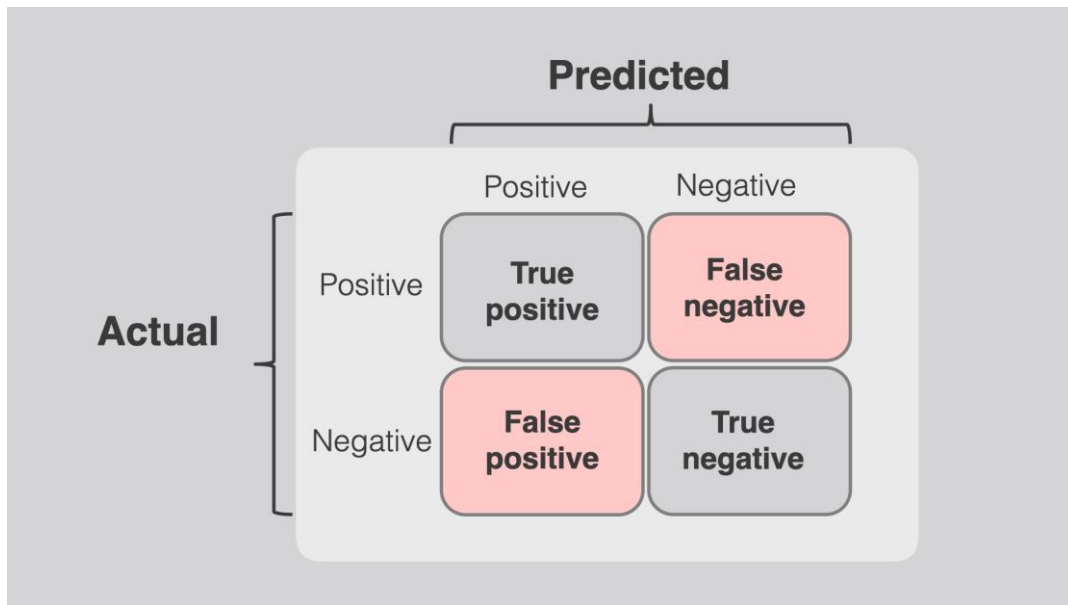 Predicted
Positive Negative
Actual
Positive
True
positive
False
negative
Negative
False
positive
True
negative